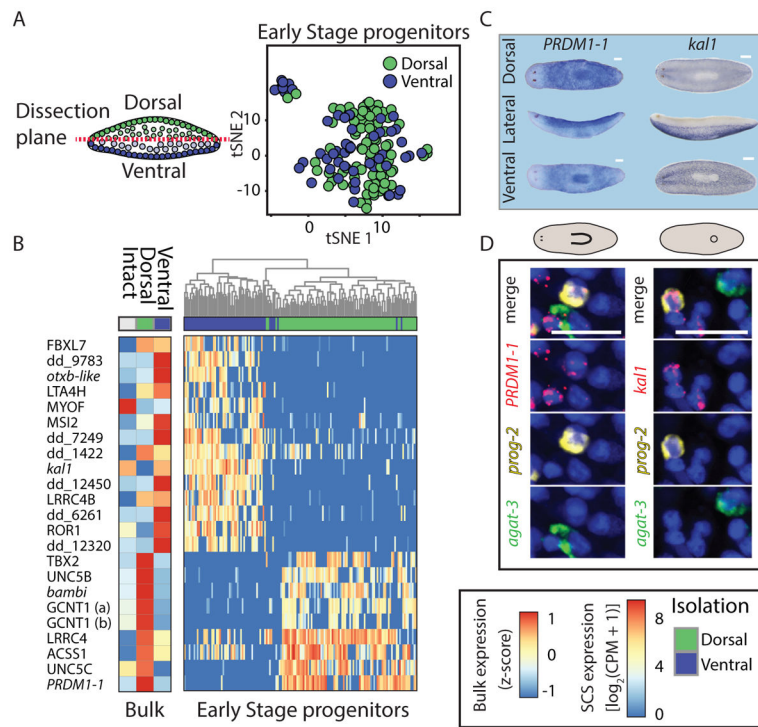 A
Early Stage progenitors
Dorsal
Ventral
Dorsal
Dissection
plane
Ventral
tSNE 2
10
0
-10
0
10
tSNE 1
C
PRDM1-1
kal1
Dorsal
Lateral
Ventral
B
Intact
Dorsal
Ventral
FBXL7
dd_9783
otxb-like
LTA4H
MYOF
MSI2
dd_7249
dd_1422
kal1
dd_12450
LRRC4B
dd_6261
ROR1
dd_12320
TBX2
UNC5B
bambi
GCNT1 (a)
GCNT1 (b)
LRRC4
ACSS1
UNC5C
PRDM1-1
Bulk
Early Stage progenitors
D
merge
merge
PRDM1-1
kal1
prog-2
prog-2
agat-3
agat-3
Bulk expression
(z-score)
1
0
-1
SCS expression
[log2(CPM + 1)]
8
4
0
Isolation
Dorsal
Ventral